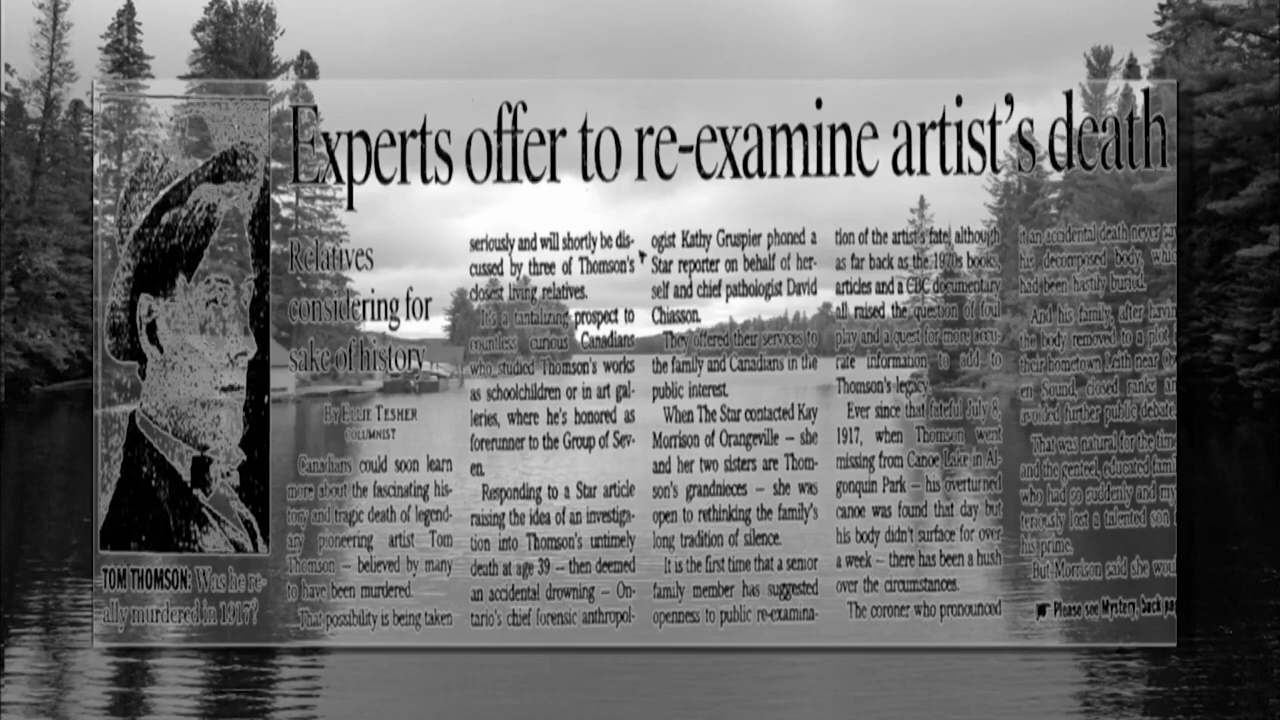 Experts offer to re-examine artist's death
Relatives
considering for
sake of history
By ELLIE TESHER
COLUMNIST
Canadians could soon learn
more about the fascinating his-
tory and tragic death of legend-
ary pioneering artist Tom
Thomson – believed by many
to have been murdered.
That possibility is being taken
seriously and will shortly be dis-
cussed by three of Thomson's
closest living relatives.
It's a tantalizing prospect to
countless curious Canadians
who studied Thomson's works
as schoolchildren or in art gal-
leries, where he's honored as
forerunner to the Group of Sev-
en.
Responding to a Star article
raising the idea of an investiga-
tion into Thomson's untimely
death at age 39 – then deemed
an accidental drowning – On-
tario's chief forensic anthropol-
ogist Kathy Gruspier phoned a
Star reporter on behalf of her-
self and chief pathologist David
Chiasson.
They offered their services to
the family and Canadians in the
public interest.
When The Star contacted Kay
Morrison of Orangeville – she
and her two sisters are Thom-
son's grandnieces – she was
open to rethinking the family's
long tradition of silence.
It is the first time that a senior
family member has suggested
openness to public re-examina-
tion of the artist's fate, although
as far back as the 1970s books,
articles and a CBC documentary
all raised the question of foul
play and a quest for more accu-
rate information to add to
Thomson's legacy.
Ever since that fateful July 8,
1917, when Thomson went
missing from Canoe Lake in Al-
gonquin Park – his overturned
canoe was found that day but
his body didn't surface for over
a week – there has been a hush
over the circumstances.
The coroner who pronounced
it an accidental death never sa
his decomposed body, whic
had been hastily buried.
And his family, after havin
the body removed to a plot
their hometown Leith near Ow
en Sound, closed ranks an
avoided further public debate.
That was natural for the time
and the genteel, educated fami
who had so suddenly and my
teriously lost a talented son
his prime.
But Morrison said she woul
☛ Please see Mystery, back pa
TOM THOMSON: Was he re-
ally murdered in 1917?